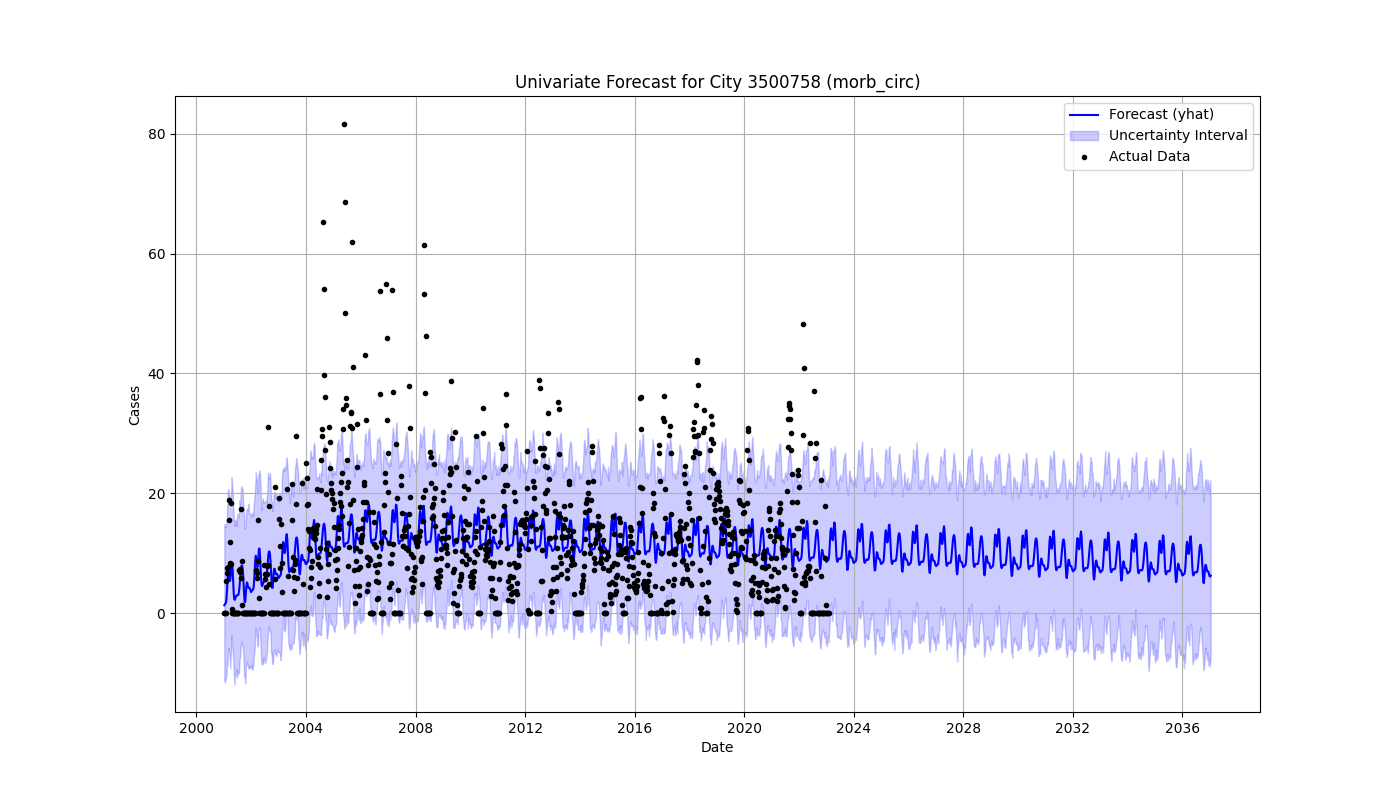 Univariate Forecast for City 3500758 (morb_circ)
Forecast (yhat)
Uncertainty Interval
Actual Data
80
60
40
20
0
Cases
2000 2004 2008 2012 2016 2020 2024 2028 2032 2036
Date